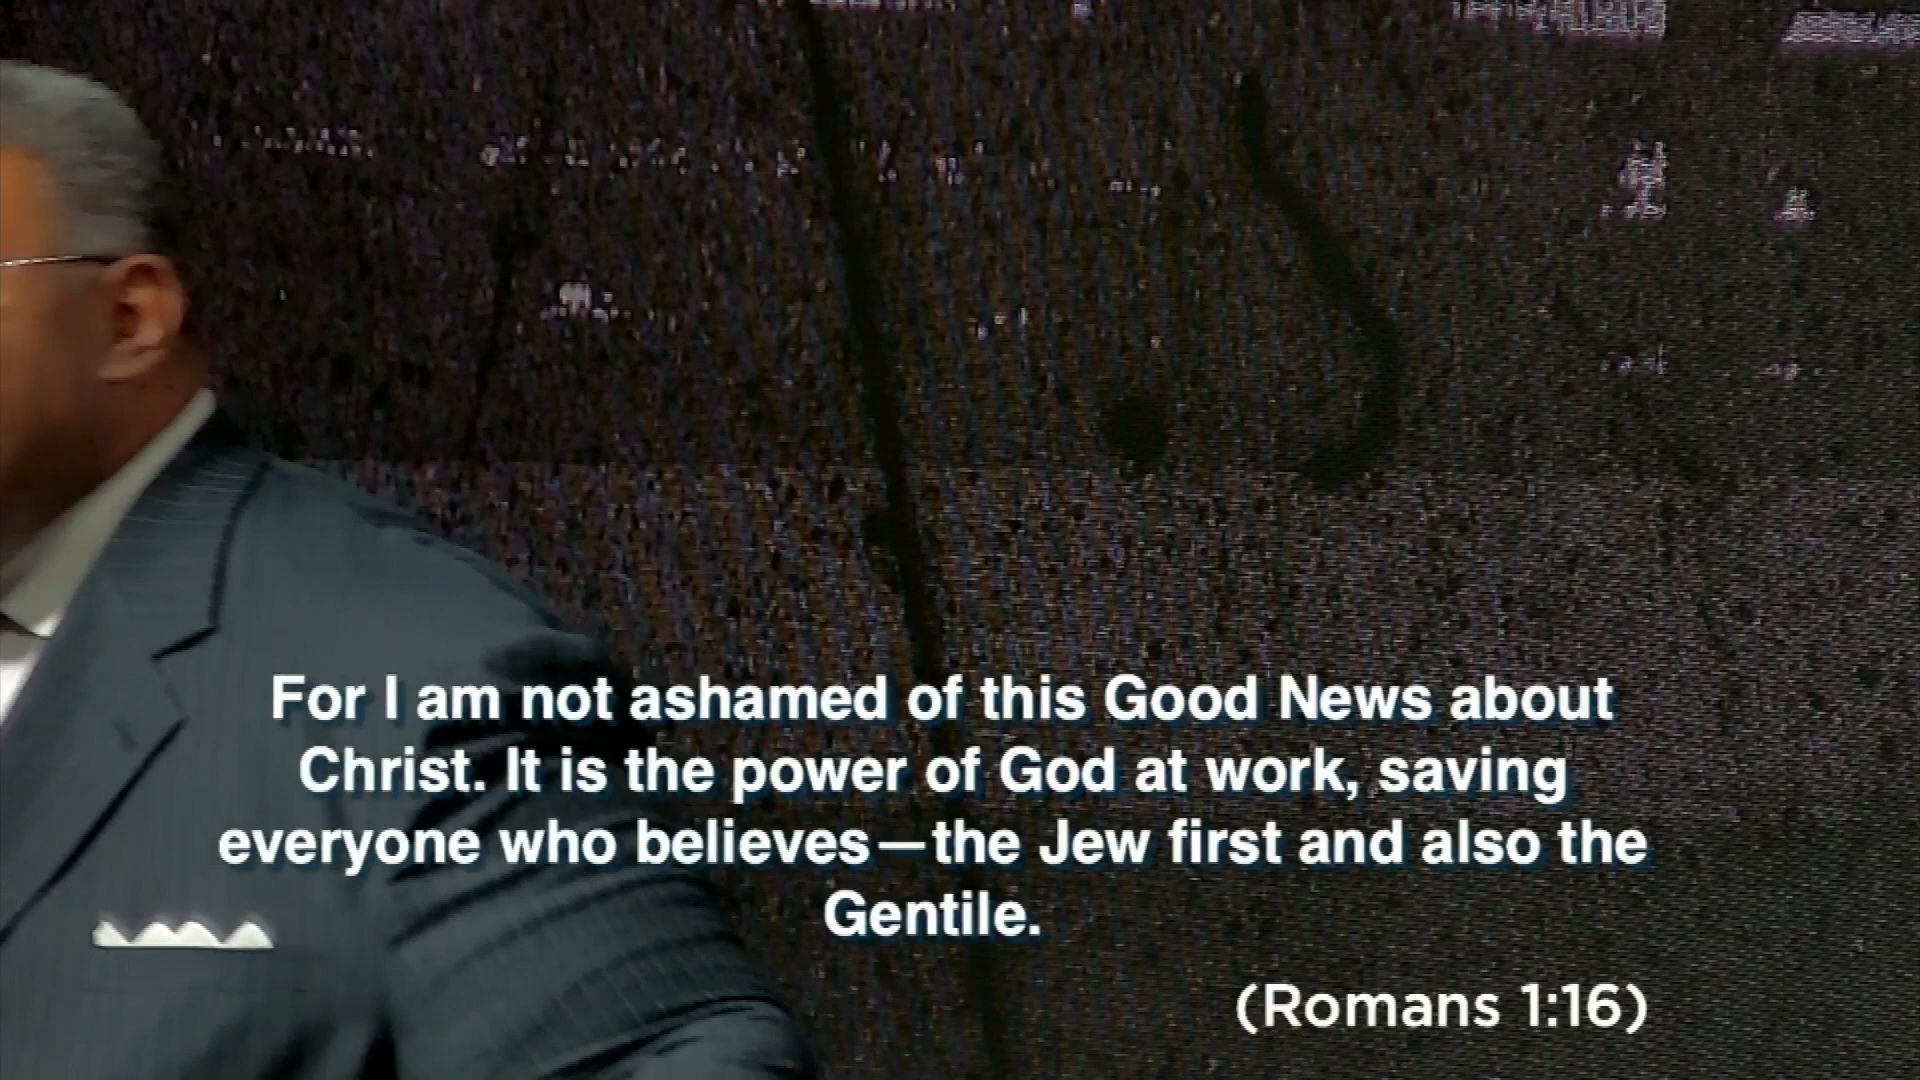 For I am not ashamed of this Good News about
Christ. It is the power of God at work, saving
everyone who believes—the Jew first and also the
Gentile.
(Romans 1:16)